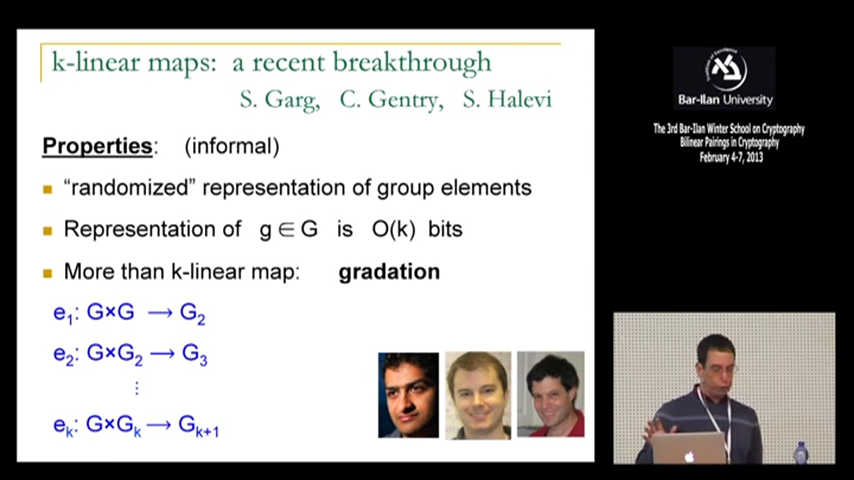 k-linear maps: a recent breakthrough
S. Garg, C. Gentry, S. Halevi
Properties: (informal)
"randomized" representation of group elements
Representation of g ∈ G is O(k) bits
More than k-linear map: gradation
e₁: G×G → G₂
e₂: G×G₂ → G₃
⋮
eₖ: G×Gₖ → Gₖ₊₁
Bar-Ilan University
The 3rd Bar-Ilan Winter School on Cryptography
Bilinear Pairings in Cryptography
February 4-7, 2013